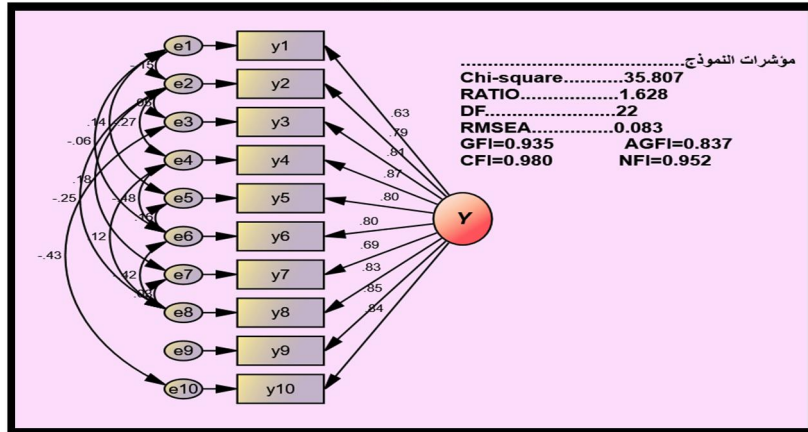 مؤشرات النموذج.......................................
Chi-square..........35.807
RATIO....................1.628
DF......................22
RMSEA..............0.083
GFI=0.935 AGFI=0.837
CFI=0.980 NFI=0.952
e1 y1
e2 y2
e3 y3
e4 y4
e5 y5
e6 y6
e7 y7
e8 y8
e9 y9
e10 y10
Y
.63
.79
.81
.87
.80
.80
.69
.83
.85
.84
-.15
.14
-.27
-.06
.18
-.25
-.48
.12
-.43
-.42